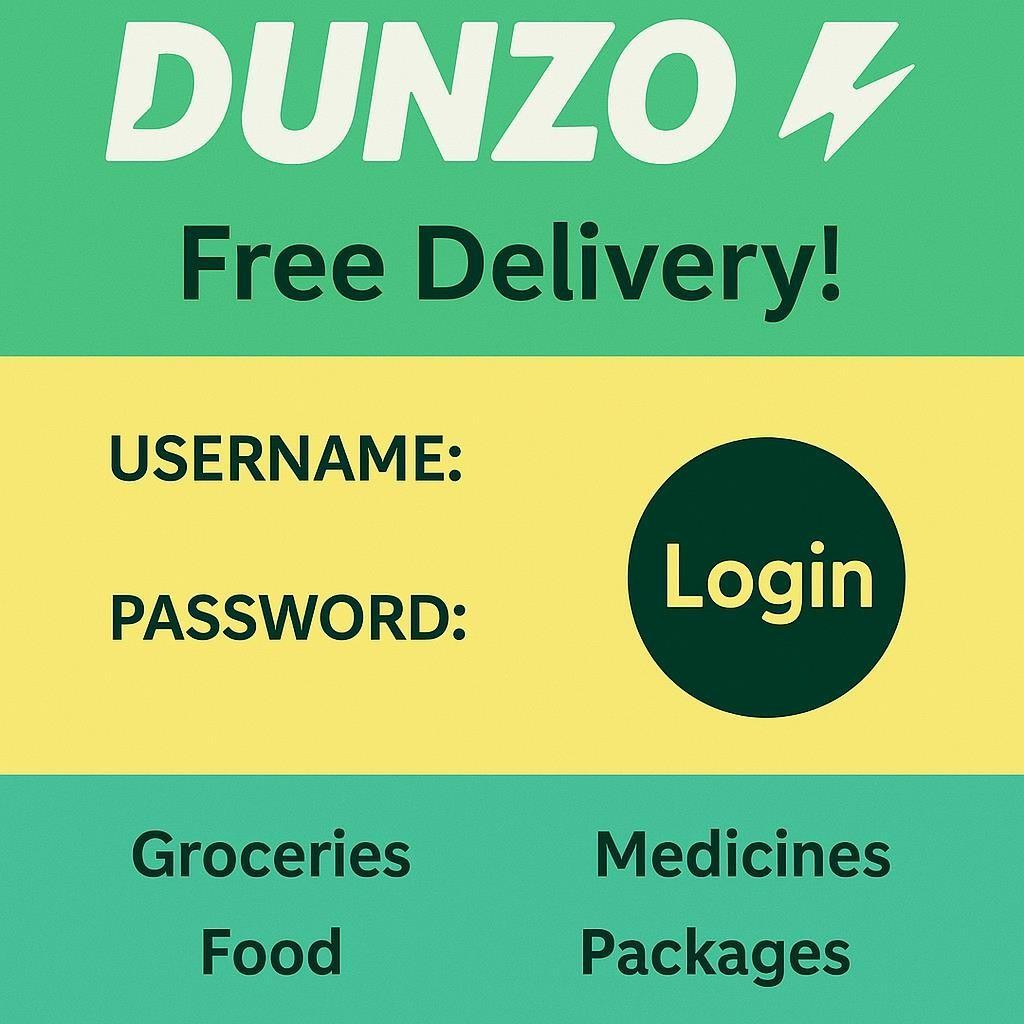 DUNZO
Free Delivery!
USERNAME:
PASSWORD:
Login
Groceries
Medicines
Food
Packages